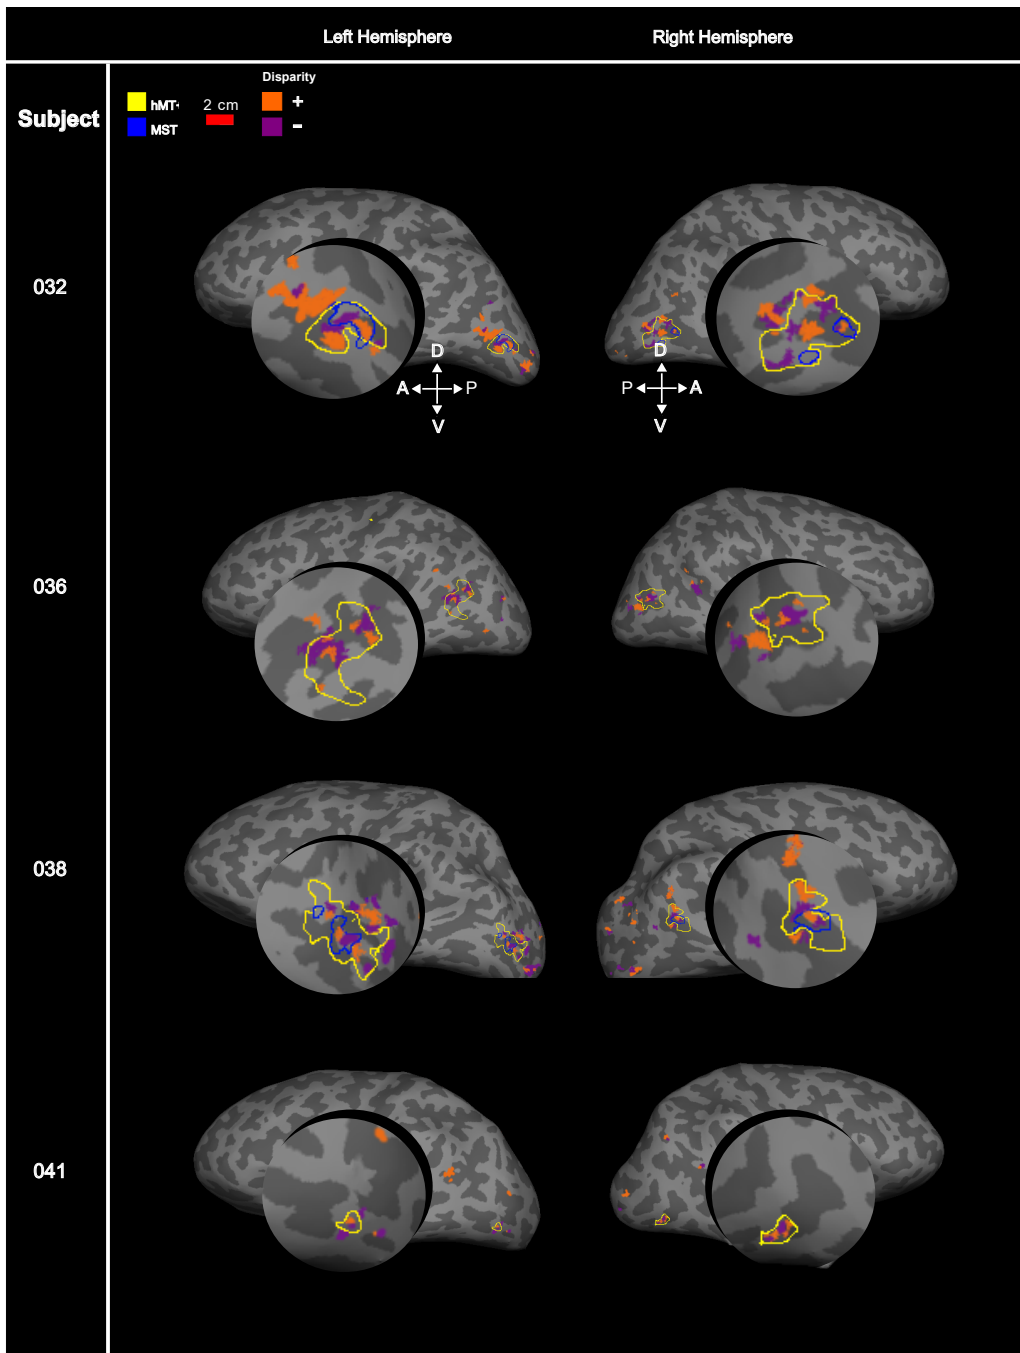 Left Hemisphere Right Hemisphere
Disparity
hMT+ 2 cm +
MST -
Subject
032
D D
A P P A
V V
036
038
041